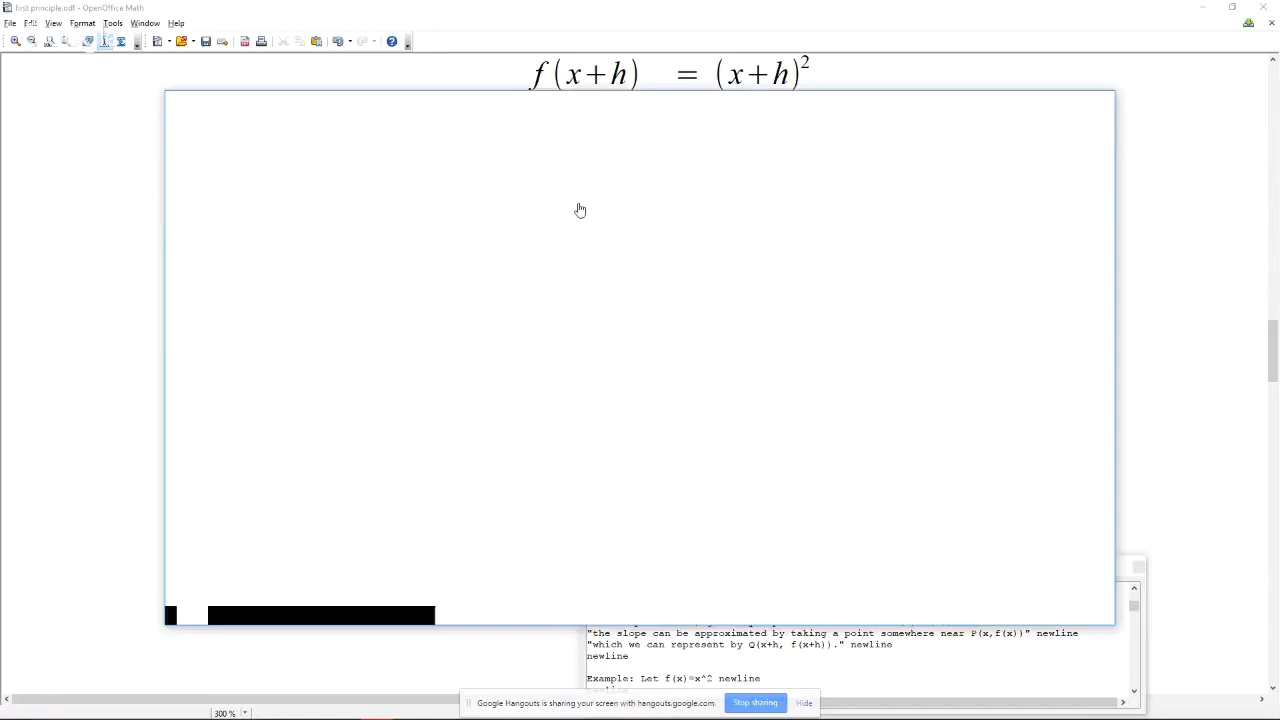 first principle.odf - OpenOffice Math
File Edit View Format Tools Window Help
f(x+h) = (x+h)²
"the slope can be approximated by taking a point somewhere near P(x,f(x))" newline
"which we can represent by Q(x+h, f(x+h))." newline
newline
Example: Let f(x)=x^2 newline
Google Hangouts is sharing your screen with hangouts.google.com.
Stop sharing
Hide
300 %